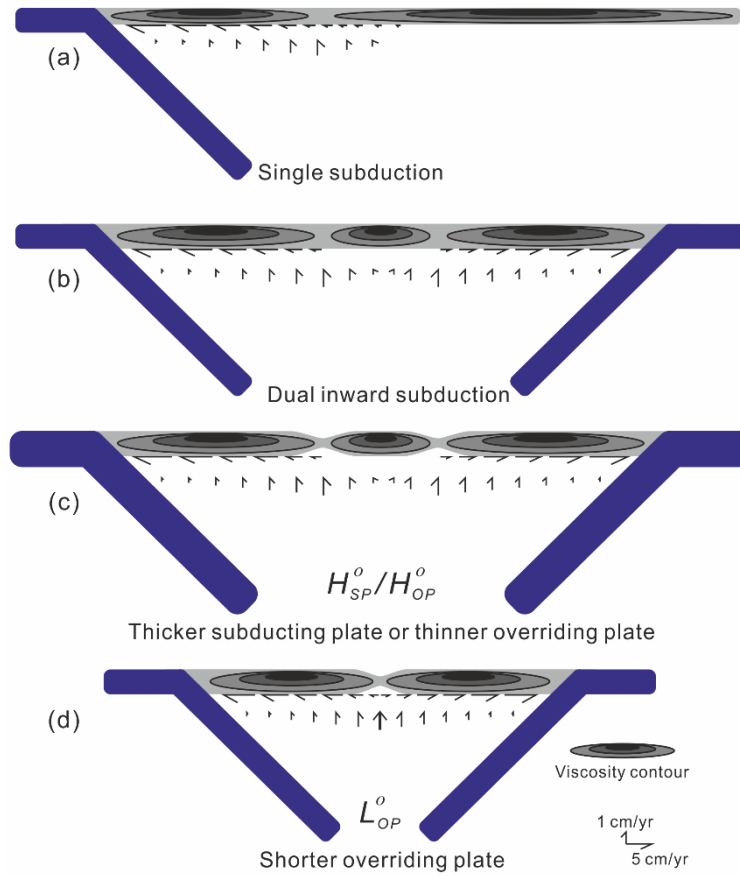 (a)
Single subduction
(b)
Dual inward subduction
(c)
H^o_SP / H^o_OP
Thicker subducting plate or thinner overriding plate
(d)
Viscosity contour
L^o_OP
1 cm/yr
5 cm/yr
Shorter overriding plate